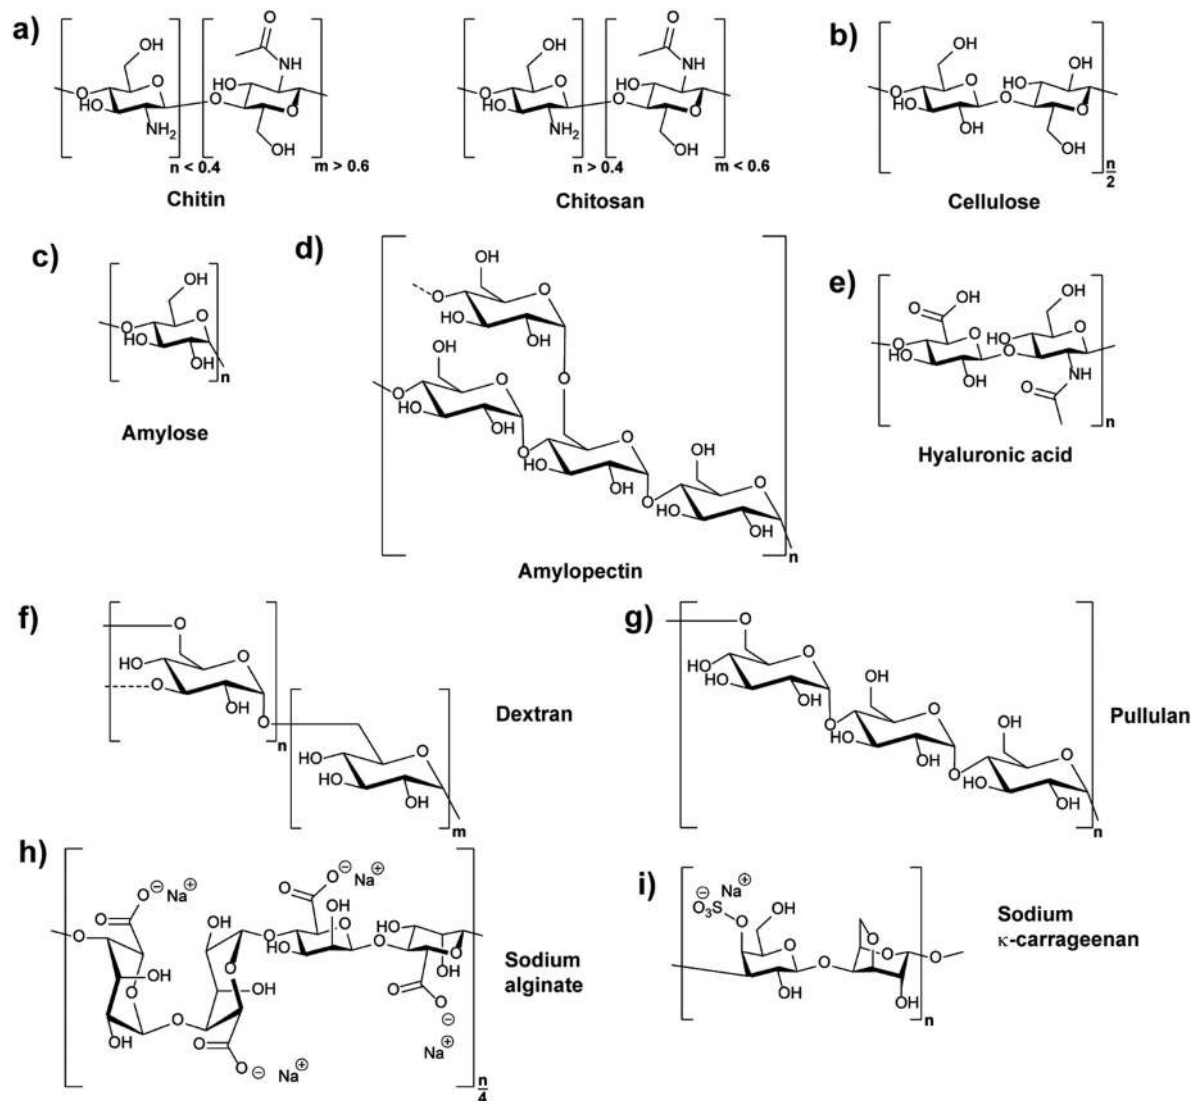 a)
OH
O
O
HO
NH2
n < 0.4
O
NH
HO
O
O
OH
m > 0.6
Chitin
OH
O
O
HO
NH2
n > 0.4
O
NH
HO
O
O
OH
m < 0.6
Chitosan
b)
OH
O
O
HO
OH
OH
HO
O
O
OH
n
2
Cellulose
c)
OH
O
O
HO
OH
n
Amylose
d)
OH
O
O
HO
OH
OH
O
O
O
HO
OH
O
O
HO
OH
OH
O
O
HO
OH
n
Amylopectin
e)
O
OH
O
O
HO
OH
OH
HO
O
O
NH
O
n
Hyaluronic acid
f)
O
HO
O
O
OH
O
n
HO
O
HO
OH
m
Dextran
g)
O
HO
O
HO
OH
OH
O
O
HO
OH
OH
O
O
HO
OH
n
Pullulan
h)
O
O⊖ Na⊕
O
OH
O
OH
O
OH
O
OH
O
O⊖ Na⊕
O
O
O⊖ Na⊕
O
OH
HO
O
O
HO
OH
O
O
O
⊖
Na⊕
n
4
Sodium
alginate
i)
⊖ Na⊕
O3S
O
OH
O
OH
O
O
O
O
OH
n
Sodium
κ-carrageenan